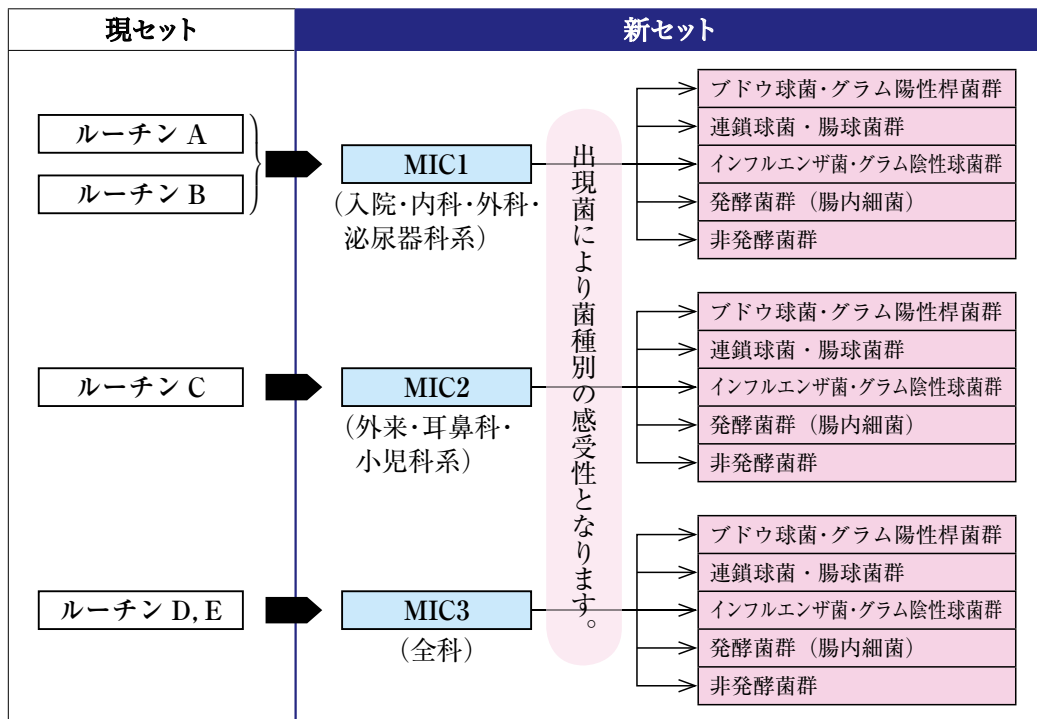 現セット
新セット
ルーチン A
ルーチン B
MIC1
(入院・内科・外科・
泌尿器科系)
ブドウ球菌・グラム陽性桿菌群
連鎖球菌・腸球菌群
インフルエンザ菌・グラム陰性球菌群
発酵菌群(腸内細菌)
非発酵菌群
出現菌により菌種別の感受性となります。
ルーチン C
MIC2
(外来・耳鼻科・
小児科系)
ブドウ球菌・グラム陽性桿菌群
連鎖球菌・腸球菌群
インフルエンザ菌・グラム陰性球菌群
発酵菌群(腸内細菌)
非発酵菌群
ルーチン D, E
MIC3
(全科)
ブドウ球菌・グラム陽性桿菌群
連鎖球菌・腸球菌群
インフルエンザ菌・グラム陰性球菌群
発酵菌群(腸内細菌)
非発酵菌群